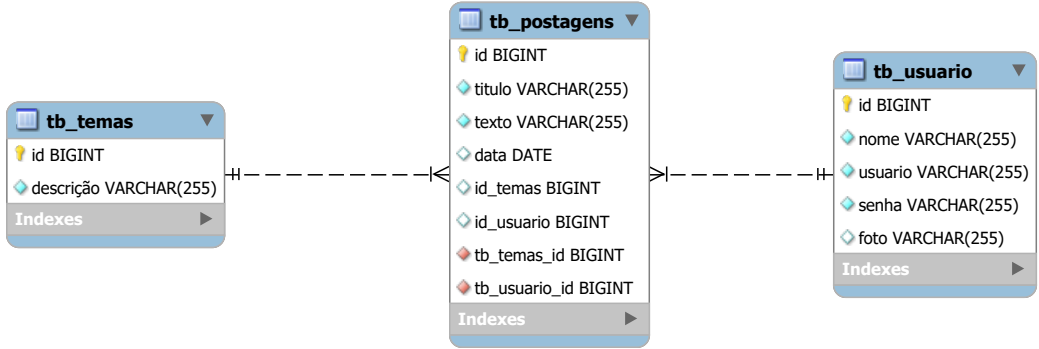 tb_temas
id BIGINT
descrição VARCHAR(255)
Indexes
tb_postagens
id BIGINT
titulo VARCHAR(255)
texto VARCHAR(255)
data DATE
id_temas BIGINT
id_usuario BIGINT
tb_temas_id BIGINT
tb_usuario_id BIGINT
Indexes
tb_usuario
id BIGINT
nome VARCHAR(255)
usuario VARCHAR(255)
senha VARCHAR(255)
foto VARCHAR(255)
Indexes